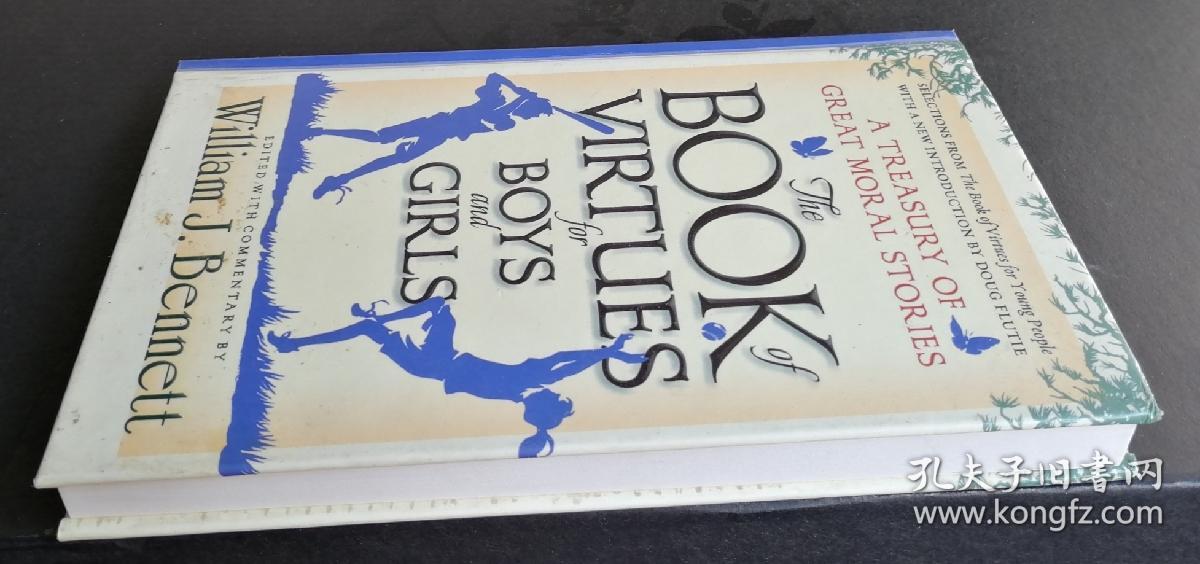 SELECTIONS FROM The Book of Virtues for Young People
WITH A NEW INTRODUCTION BY DOUG FLUTIE
A TREASURY OF
GREAT MORAL STORIES
The
BOOK of
VIRTUES
for
BOYS
and
GIRLS
EDITED WITH COMMENTARY BY
William J. Bennett
孔夫子旧书网
www.kongfz.com